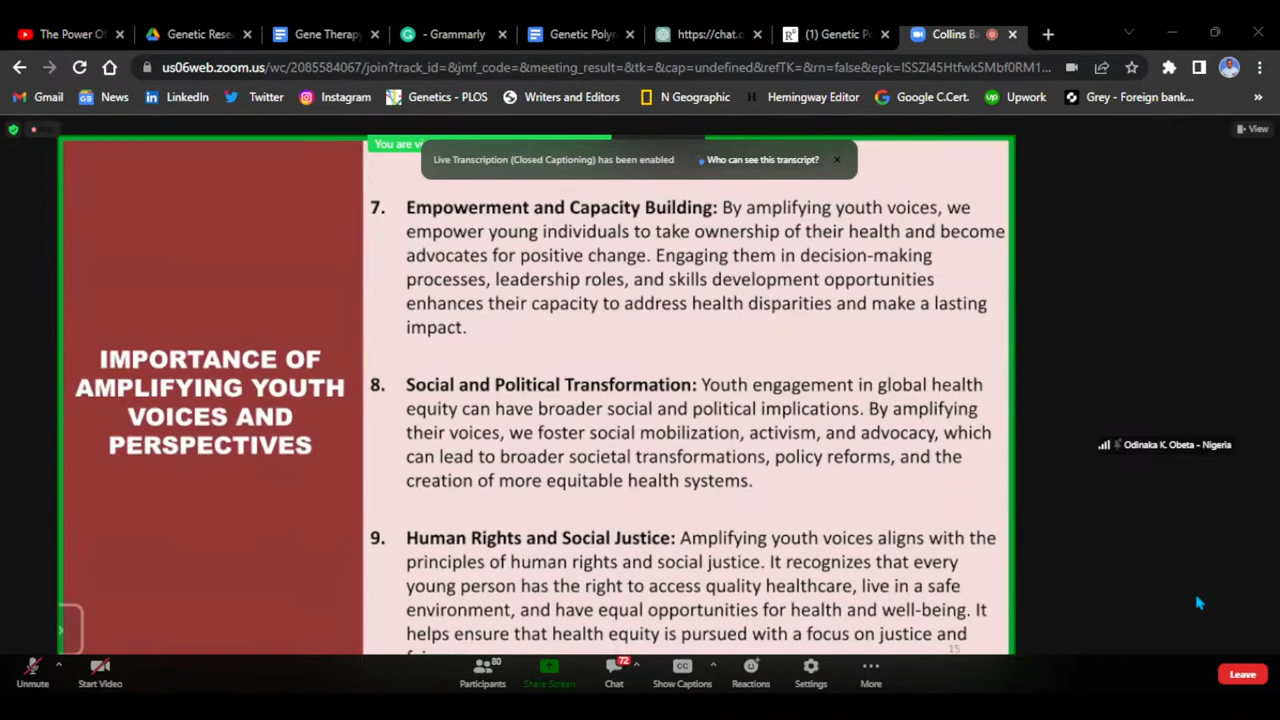 The Power Of
Genetic Resea
Gene Therapy
- Grammarly
Genetic Polym
https://chat.o
(1) Genetic Po
Collins Ba
us06web.zoom.us/wc/2085584067/join?track_id=&jmf_code=&meeting_result=&tk=&cap=undefined&refTK=&rn=false&epk=ISSZI45Htfwk5Mbf0RM1...
Gmail
News
LinkedIn
Twitter
Instagram
Genetics - PLOS
Writers and Editors
N Geographic
Hemingway Editor
Google C.Cert.
Upwork
Grey - Foreign bank...
View
You are vi
Live Transcription (Closed Captioning) has been enabled
Who can see this transcript?
IMPORTANCE OF
AMPLIFYING YOUTH
VOICES AND
PERSPECTIVES
7. Empowerment and Capacity Building: By amplifying youth voices, we
empower young individuals to take ownership of their health and become
advocates for positive change. Engaging them in decision-making
processes, leadership roles, and skills development opportunities
enhances their capacity to address health disparities and make a lasting
impact.
8. Social and Political Transformation: Youth engagement in global health
equity can have broader social and political implications. By amplifying
their voices, we foster social mobilization, activism, and advocacy, which
can lead to broader societal transformations, policy reforms, and the
creation of more equitable health systems.
9. Human Rights and Social Justice: Amplifying youth voices aligns with the
principles of human rights and social justice. It recognizes that every
young person has the right to access quality healthcare, live in a safe
environment, and have equal opportunities for health and well-being. It
helps ensure that health equity is pursued with a focus on justice and
15
Odinaka K. Obeta - Nigeria
Unmute
Start Video
80
Participants
Share Screen
72
Chat
CC
Show Captions
Reactions
Settings
More
Leave